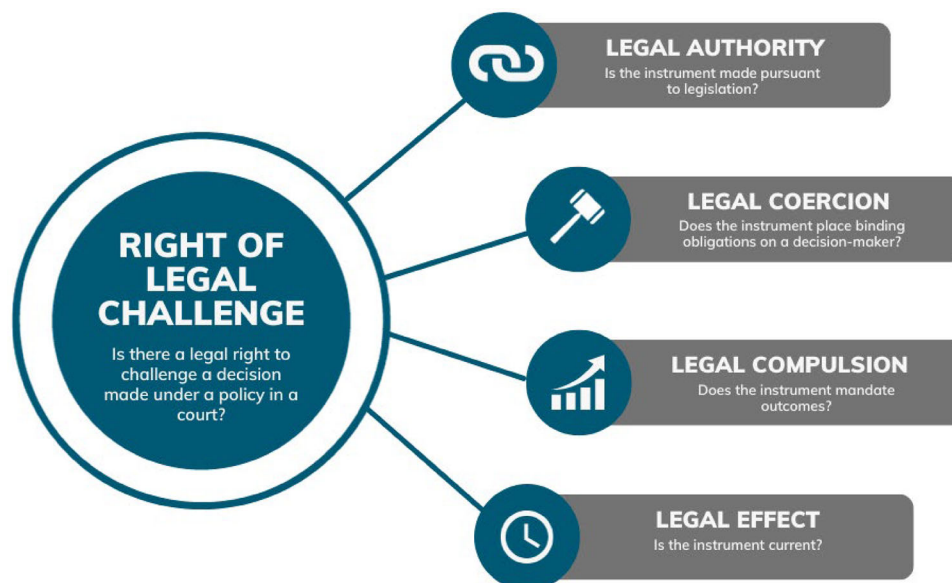 RIGHT OF
LEGAL
CHALLENGE
Is there a legal right to
challenge a decision
made under a policy in a
court?
LEGAL AUTHORITY
Is the instrument made pursuant
to legislation?
LEGAL COERCION
Does the instrument place binding
obligations on a decision-maker?
LEGAL COMPULSION
Does the instrument mandate
outcomes?
LEGAL EFFECT
Is the instrument current?